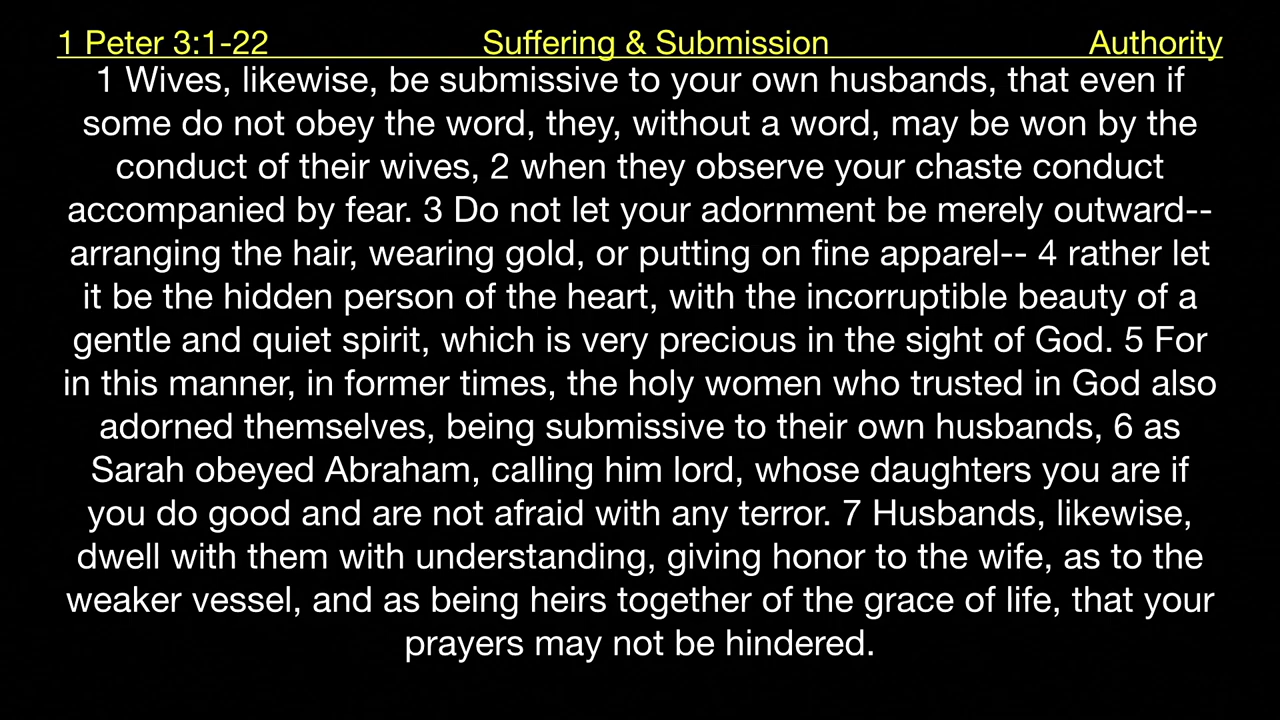 1 Peter 3:1-22 Suffering & Submission Authority
1 Wives, likewise, be submissive to your own husbands, that even if
some do not obey the word, they, without a word, may be won by the
conduct of their wives, 2 when they observe your chaste conduct
accompanied by fear. 3 Do not let your adornment be merely outward--
arranging the hair, wearing gold, or putting on fine apparel-- 4 rather let
it be the hidden person of the heart, with the incorruptible beauty of a
gentle and quiet spirit, which is very precious in the sight of God. 5 For
in this manner, in former times, the holy women who trusted in God also
adorned themselves, being submissive to their own husbands, 6 as
Sarah obeyed Abraham, calling him lord, whose daughters you are if
you do good and are not afraid with any terror. 7 Husbands, likewise,
dwell with them with understanding, giving honor to the wife, as to the
weaker vessel, and as being heirs together of the grace of life, that your
prayers may not be hindered.